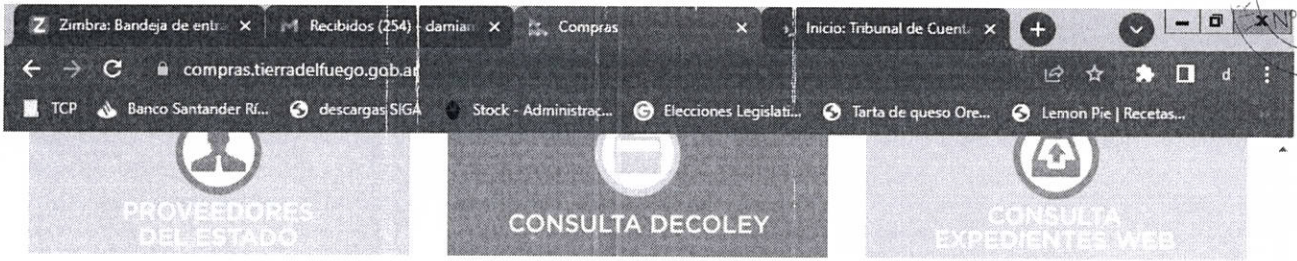 Zimbra: Bandeja de entr
Recibidos (254) - damian
Compras
Inicio: Tribunal de Cuent
N°
compras.tierradelfuego.gob.ar
d
TCP
Banco Santander Rí...
descargas SIGA
Stock - Administrac...
Elecciones Legislati...
Tarta de queso Ore...
Lemon Pie | Recetas...
PROVEEDORES
DEL ESTADO
CONSULTA DECOLEY
CONSULTA
EXPEDIENTES WEB